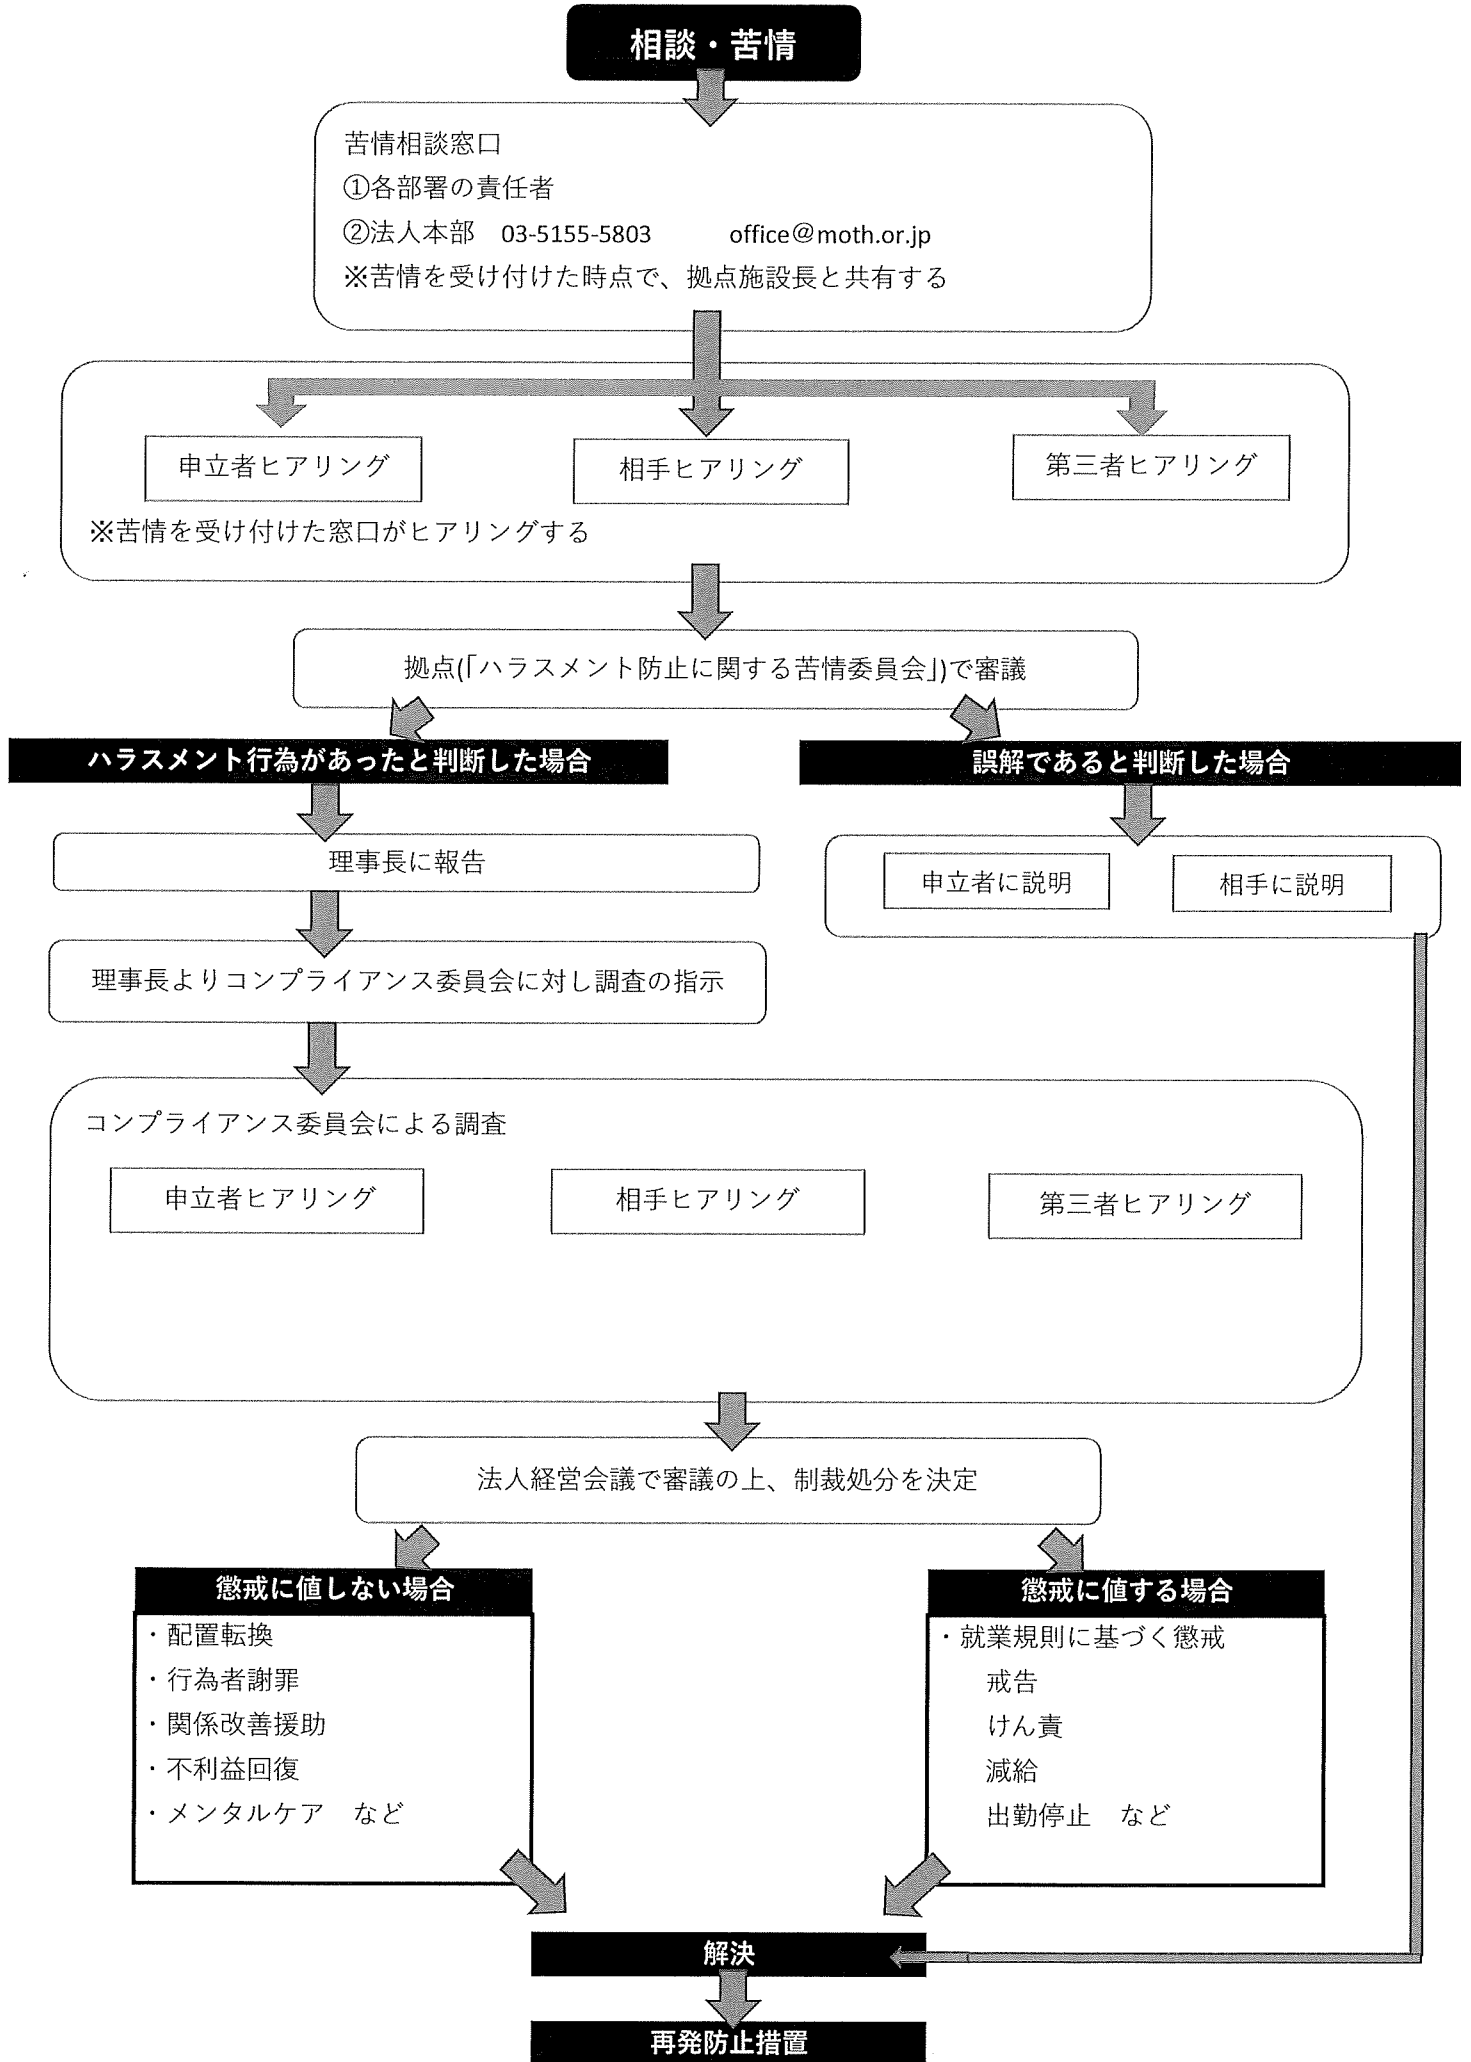 相談・苦情
苦情相談窓口
①各部署の責任者
②法人本部　03-5155-5803　　　office@moth.or.jp
※苦情を受け付けた時点で、拠点施設長と共有する
申立者ヒアリング
相手ヒアリング
第三者ヒアリング
※苦情を受け付けた窓口がヒアリングする
拠点(「ハラスメント防止に関する苦情委員会」)で審議
ハラスメント行為があったと判断した場合
誤解であると判断した場合
理事長に報告
申立者に説明
相手に説明
理事長よりコンプライアンス委員会に対し調査の指示
コンプライアンス委員会による調査
申立者ヒアリング
相手ヒアリング
第三者ヒアリング
法人経営会議で審議の上、制裁処分を決定
懲戒に値しない場合
・配置転換
・行為者謝罪
・関係改善援助
・不利益回復
・メンタルケア　など
懲戒に値する場合
・就業規則に基づく懲戒
戒告
けん責
減給
出勤停止　など
解決
再発防止措置